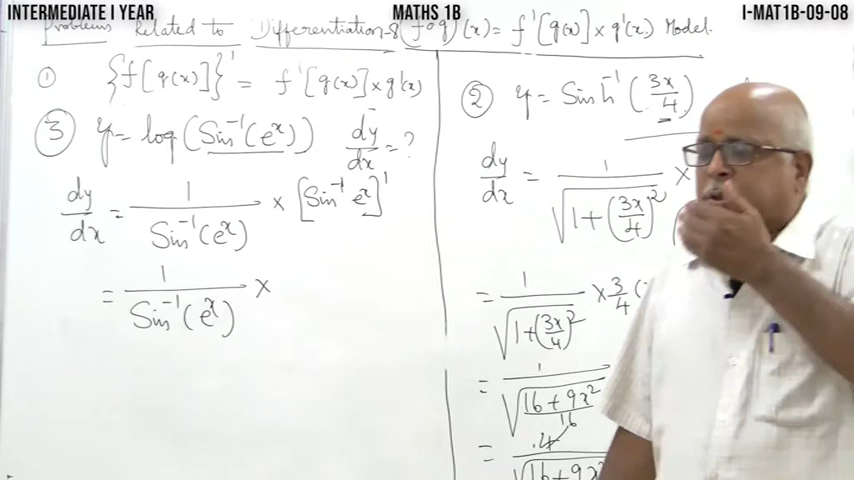 INTERMEDIATE I YEAR
MATHS 1B
I-MAT1B-09-08
Problems Related to Differentiation-8 (fog)'(x) = f'[g(x)] × g'(x) Model.
① {f[g(x)]}' = f'[g(x)] × g'(x)
③ y = log(Sin⁻¹(eˣ)) dy/dx = ?
dy/dx = 1/Sin⁻¹(eˣ) × [Sin⁻¹ eˣ]'
= 1/Sin⁻¹(eˣ) ×
② y = Sinh⁻¹(3x/4)
dy/dx = 1/√(1+(3x/4)²) ×
= 1/√(1+(3x/4)²) × 3/4 (
= 1/√((16+9x²)/16)
= 4/√(16+9x²